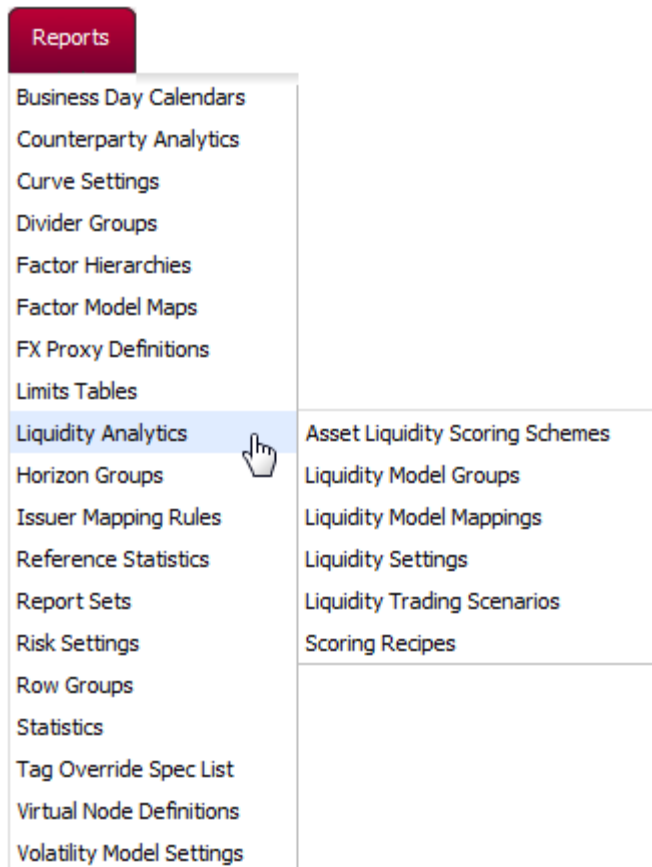 Reports
Business Day Calendars
Counterparty Analytics
Curve Settings
Divider Groups
Factor Hierarchies
Factor Model Maps
FX Proxy Definitions
Limits Tables
Liquidity Analytics
Asset Liquidity Scoring Schemes
Horizon Groups
Liquidity Model Groups
Issuer Mapping Rules
Liquidity Model Mappings
Reference Statistics
Liquidity Settings
Report Sets
Liquidity Trading Scenarios
Risk Settings
Scoring Recipes
Row Groups
Statistics
Tag Override Spec List
Virtual Node Definitions
Volatility Model Settings